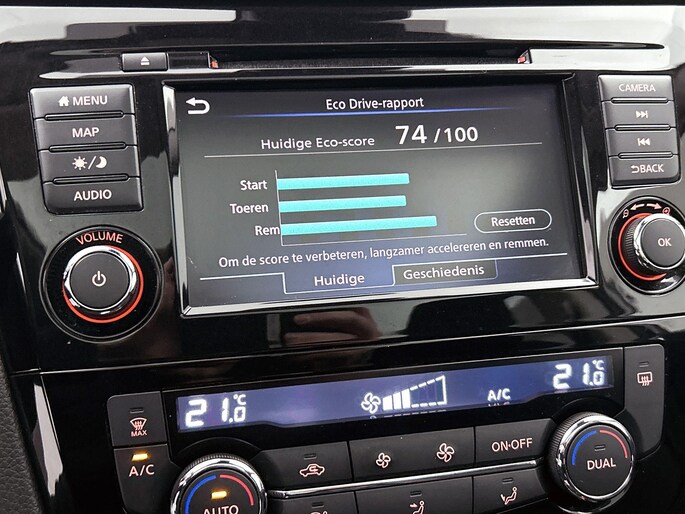 MENU
MAP
AUDIO
VOLUME
Eco Drive-rapport
Huidige Eco-score 74 /100
Start
Toeren
Rem
Resetten
Om de score te verbeteren, langzamer accelereren en remmen.
Huidige
Geschiedenis
CAMERA
BACK
OK
21.0 °C
A/C
21.0 °C
MAX
A/C
AUTO
ON·OFF
DUAL